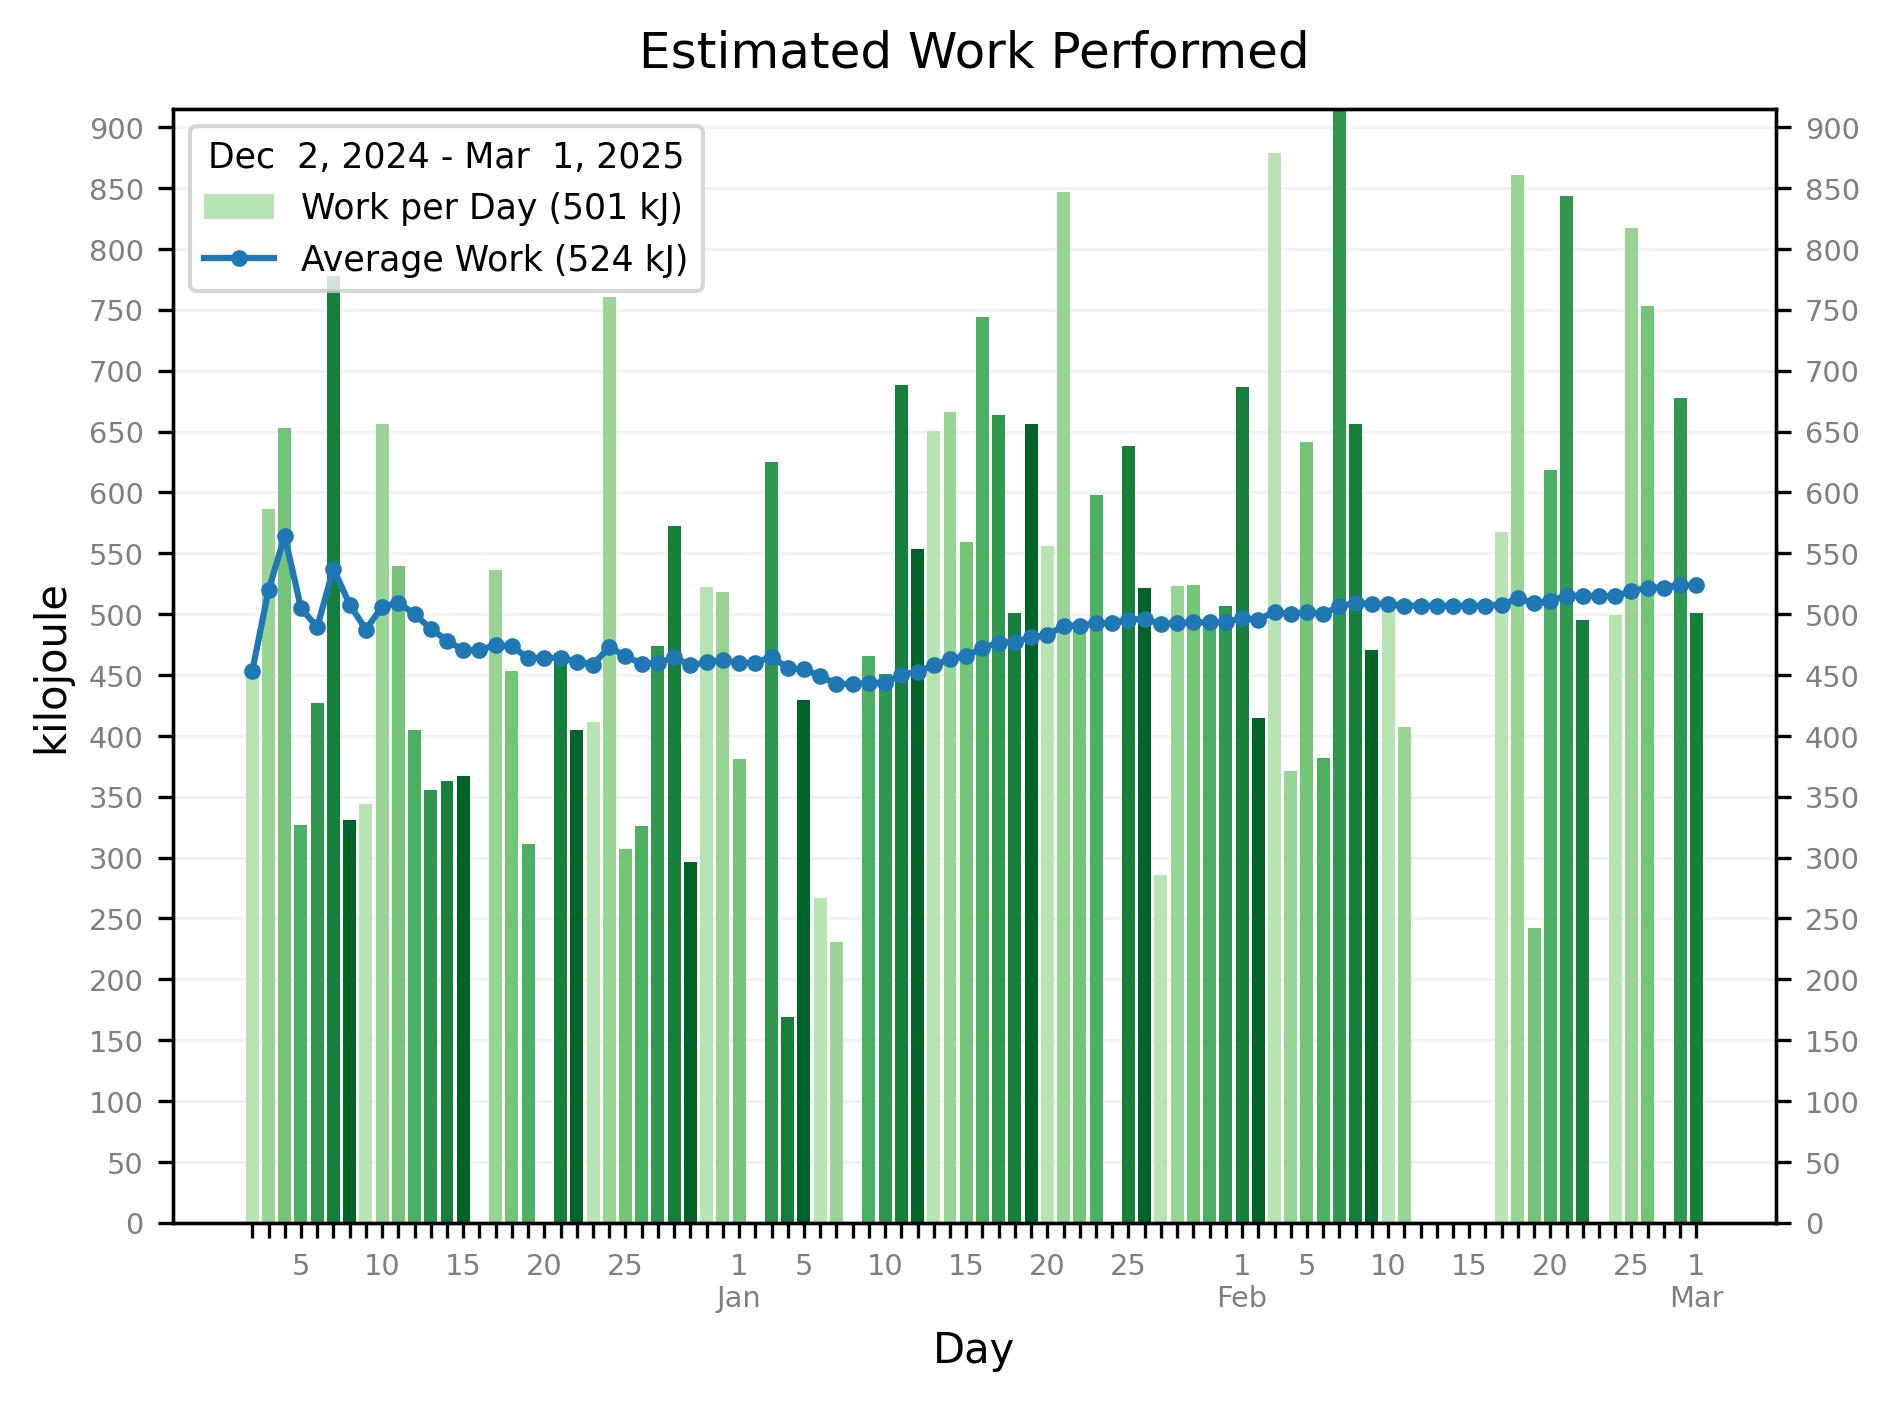 Estimated Work Performed
Dec  2, 2024 - Mar  1, 2025
Work per Day (501 kJ)
Average Work (524 kJ)
900 900
850 850
800 800
750 750
700 700
650 650
600 600
550 550
500 500
450 450
400 400
350 350
300 300
250 250
200 200
150 150
100 100
50 50
0 0
kilojoule
5 10 15 20 25 1 5 10 15 20 25 1 5 10 15 20 25 1
Jan Feb Mar
Day